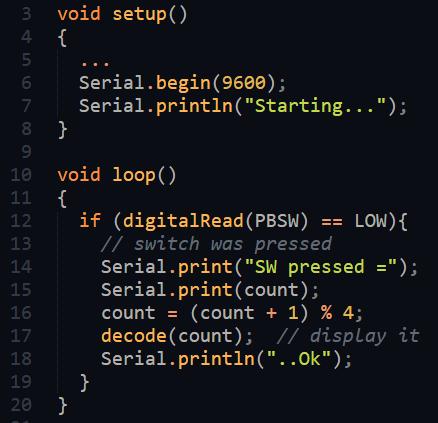 3 void setup()
4 {
5   ...
6   Serial.begin(9600);
7   Serial.println("Starting...");
8 }
9
10 void loop()
11 {
12   if (digitalRead(PBSW) == LOW){
13     // switch was pressed
14     Serial.print("SW pressed =");
15     Serial.print(count);
16     count = (count + 1) % 4;
17     decode(count);  // display it
18     Serial.println("..Ok");
19   }
20 }